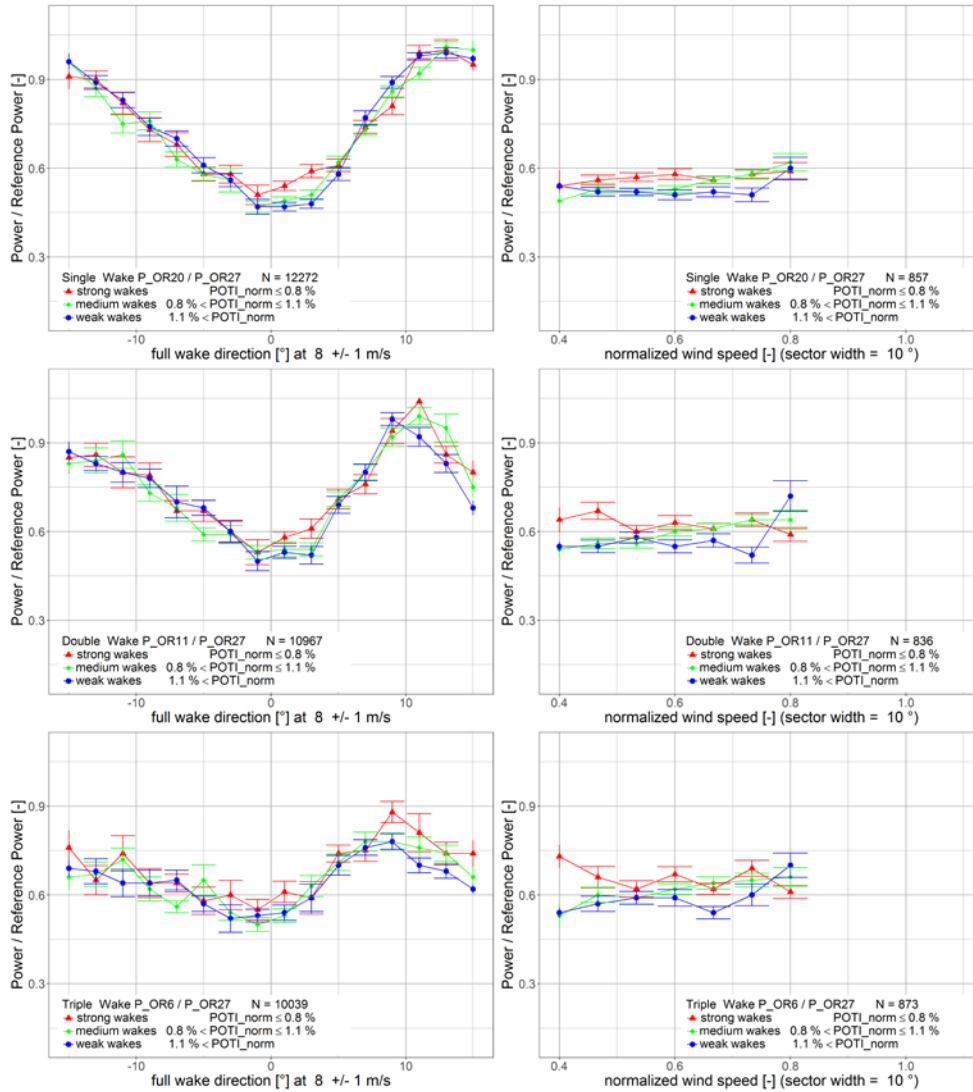 Power / Reference Power [-]
0.9
0.6
0.3
Single Wake P_OR20 / P_OR27 N = 12272
strong wakes POTI_norm ≤ 0.8 %
medium wakes 0.8 % < POTI_norm ≤ 1.1 %
weak wakes 1.1 % < POTI_norm
-10 0 10
full wake direction [°] at 8 +/- 1 m/s
Power / Reference Power [-]
0.9
0.6
0.3
Single Wake P_OR20 / P_OR27 N = 857
strong wakes POTI_norm ≤ 0.8 %
medium wakes 0.8 % < POTI_norm ≤ 1.1 %
weak wakes 1.1 % < POTI_norm
0.4 0.6 0.8 1.0
normalized wind speed [-] (sector width = 10 °)
Power / Reference Power [-]
0.9
0.6
0.3
Double Wake P_OR11 / P_OR27 N = 10967
strong wakes POTI_norm ≤ 0.8 %
medium wakes 0.8 % < POTI_norm ≤ 1.1 %
weak wakes 1.1 % < POTI_norm
-10 0 10
full wake direction [°] at 8 +/- 1 m/s
Power / Reference Power [-]
0.9
0.6
0.3
Double Wake P_OR11 / P_OR27 N = 836
strong wakes POTI_norm ≤ 0.8 %
medium wakes 0.8 % < POTI_norm ≤ 1.1 %
weak wakes 1.1 % < POTI_norm
0.4 0.6 0.8 1.0
normalized wind speed [-] (sector width = 10 °)
Power / Reference Power [-]
0.9
0.6
0.3
Triple Wake P_OR6 / P_OR27 N = 10039
strong wakes POTI_norm ≤ 0.8 %
medium wakes 0.8 % < POTI_norm ≤ 1.1 %
weak wakes 1.1 % < POTI_norm
-10 0 10
full wake direction [°] at 8 +/- 1 m/s
Power / Reference Power [-]
0.9
0.6
0.3
Triple Wake P_OR6 / P_OR27 N = 873
strong wakes POTI_norm ≤ 0.8 %
medium wakes 0.8 % < POTI_norm ≤ 1.1 %
weak wakes 1.1 % < POTI_norm
0.4 0.6 0.8 1.0
normalized wind speed [-] (sector width = 10 °)